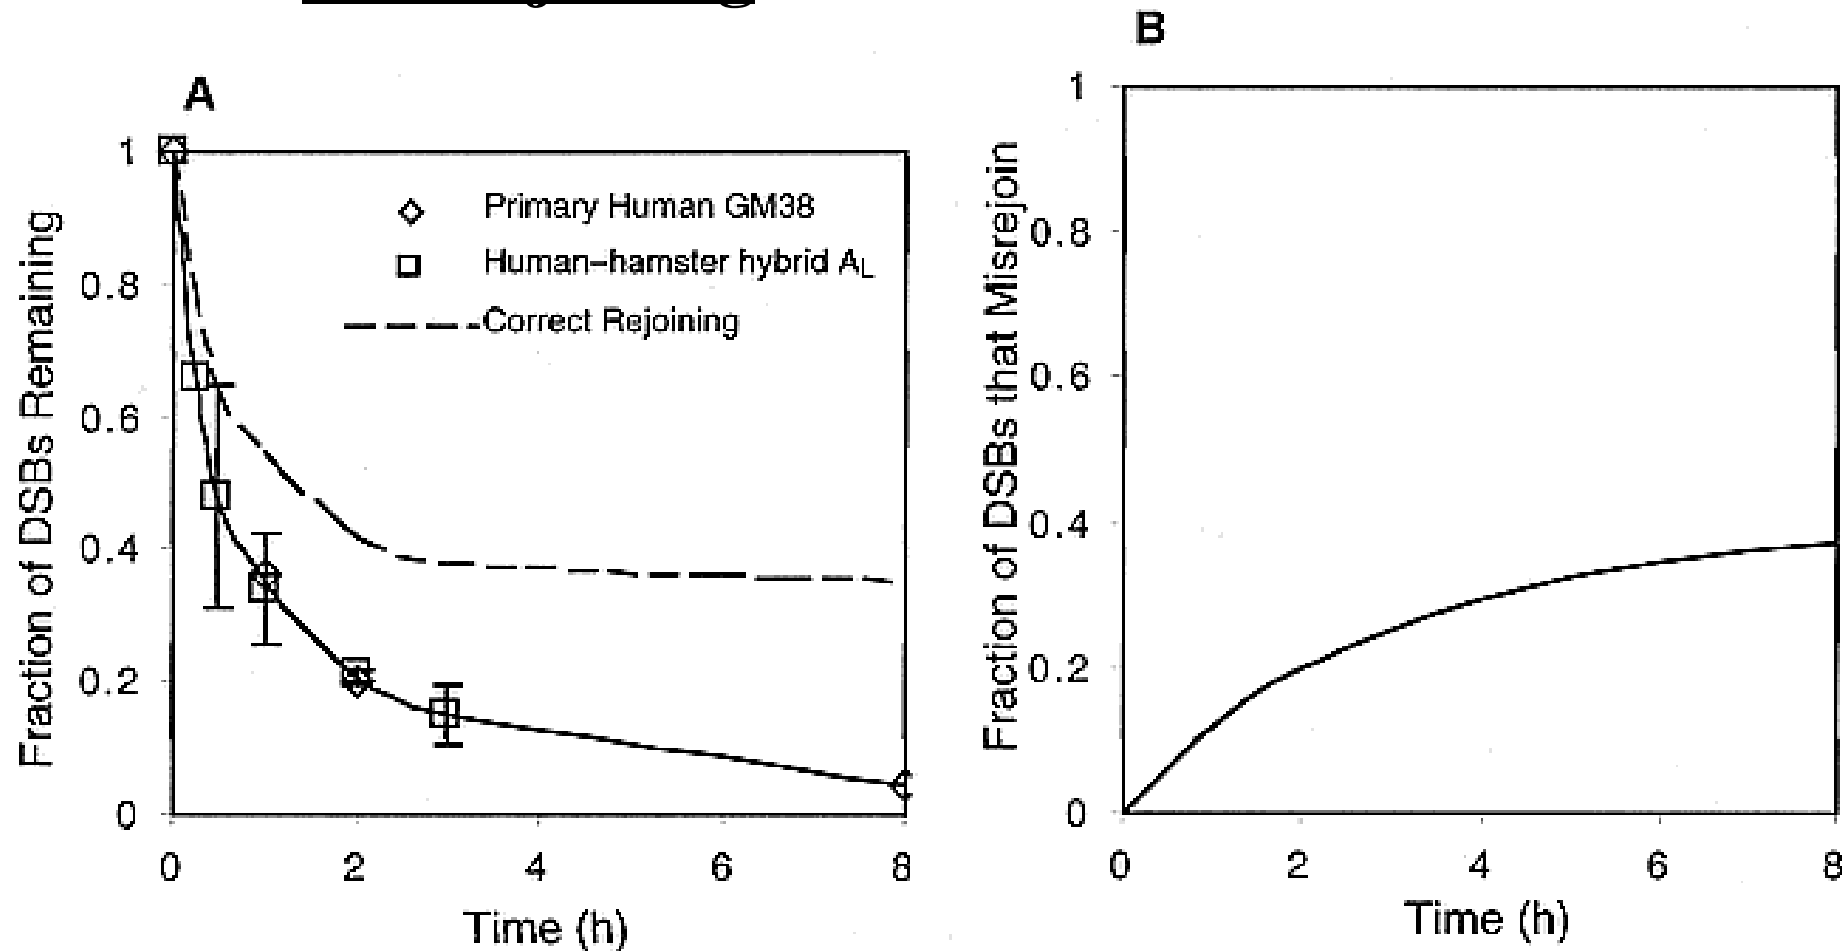 A
Fraction of DSBs Remaining
1
0.8
0.6
0.4
0.2
0
Primary Human GM38
Human-hamster hybrid AL
Correct Rejoining
0 2 4 6 8
Time (h)
B
Fraction of DSBs that Misrejoin
1
0.8
0.6
0.4
0.2
0
0 2 4 6 8
Time (h)